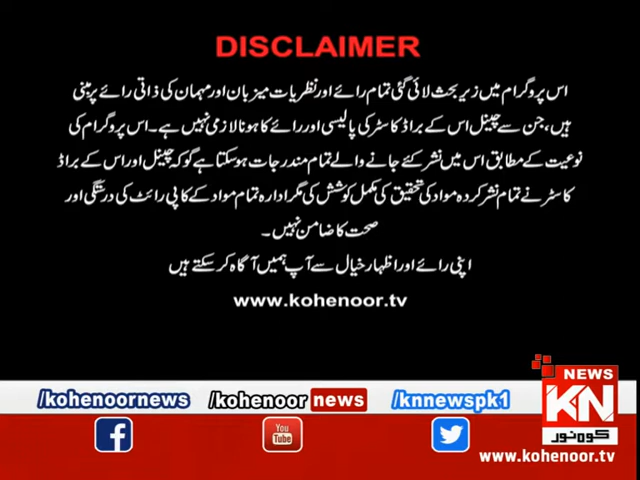 DISCLAIMER
اس پروگرام میں زیر بحث لائی گئی تمام رائے اور نظریات میزبان اور مہمان کی ذاتی رائے پر مبنی
ہیں، جن سے چینل اس کے براڈ کاسٹر کی پالیسی اور رائے کا ہونا لازمی نہیں ہے۔ اس پروگرام کی
نوعیت کے مطابق اس میں نشر کئے جانے والے تمام مندرجات ہو سکتا ہے گو کہ چینل اور اس کے براڈ
کاسٹر نے تمام نشر کردہ مواد کی تحقیق کی مکمل کوشش کی مگر ادارہ تمام مواد کے کاپی رائٹ کی درستگی اور
صحت کا ضامن نہیں۔
اپنی رائے اور اظہار خیال سے آپ ہمیں آگاہ کر سکتے ہیں
www.kohenoor.tv
/kohenoornews /kohenoor news /knnewspk1
You Tube
NEWS
KN
کوہ نور
www.kohenoor.tv